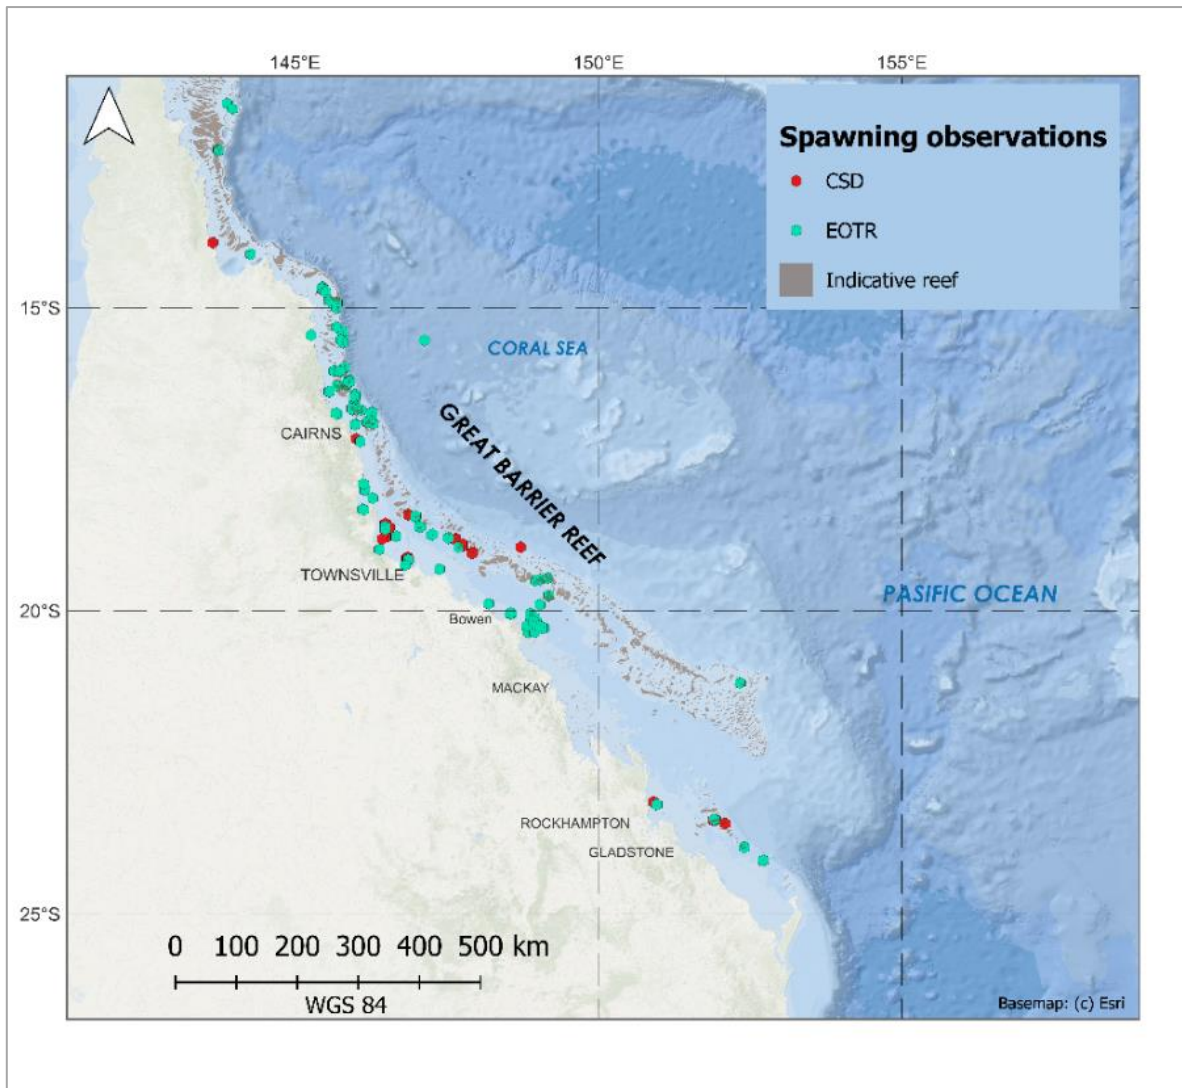 145°E 150°E 155°E
Spawning observations
CSD
EOTR
Indicative reef
15°S
CORAL SEA
GREAT BARRIER REEF
CAIRNS
TOWNSVILLE
PASIFIC OCEAN
20°S
Bowen
MACKAY
ROCKHAMPTON
GLADSTONE
25°S
0 100 200 300 400 500 km
WGS 84
Basemap: (c) Esri